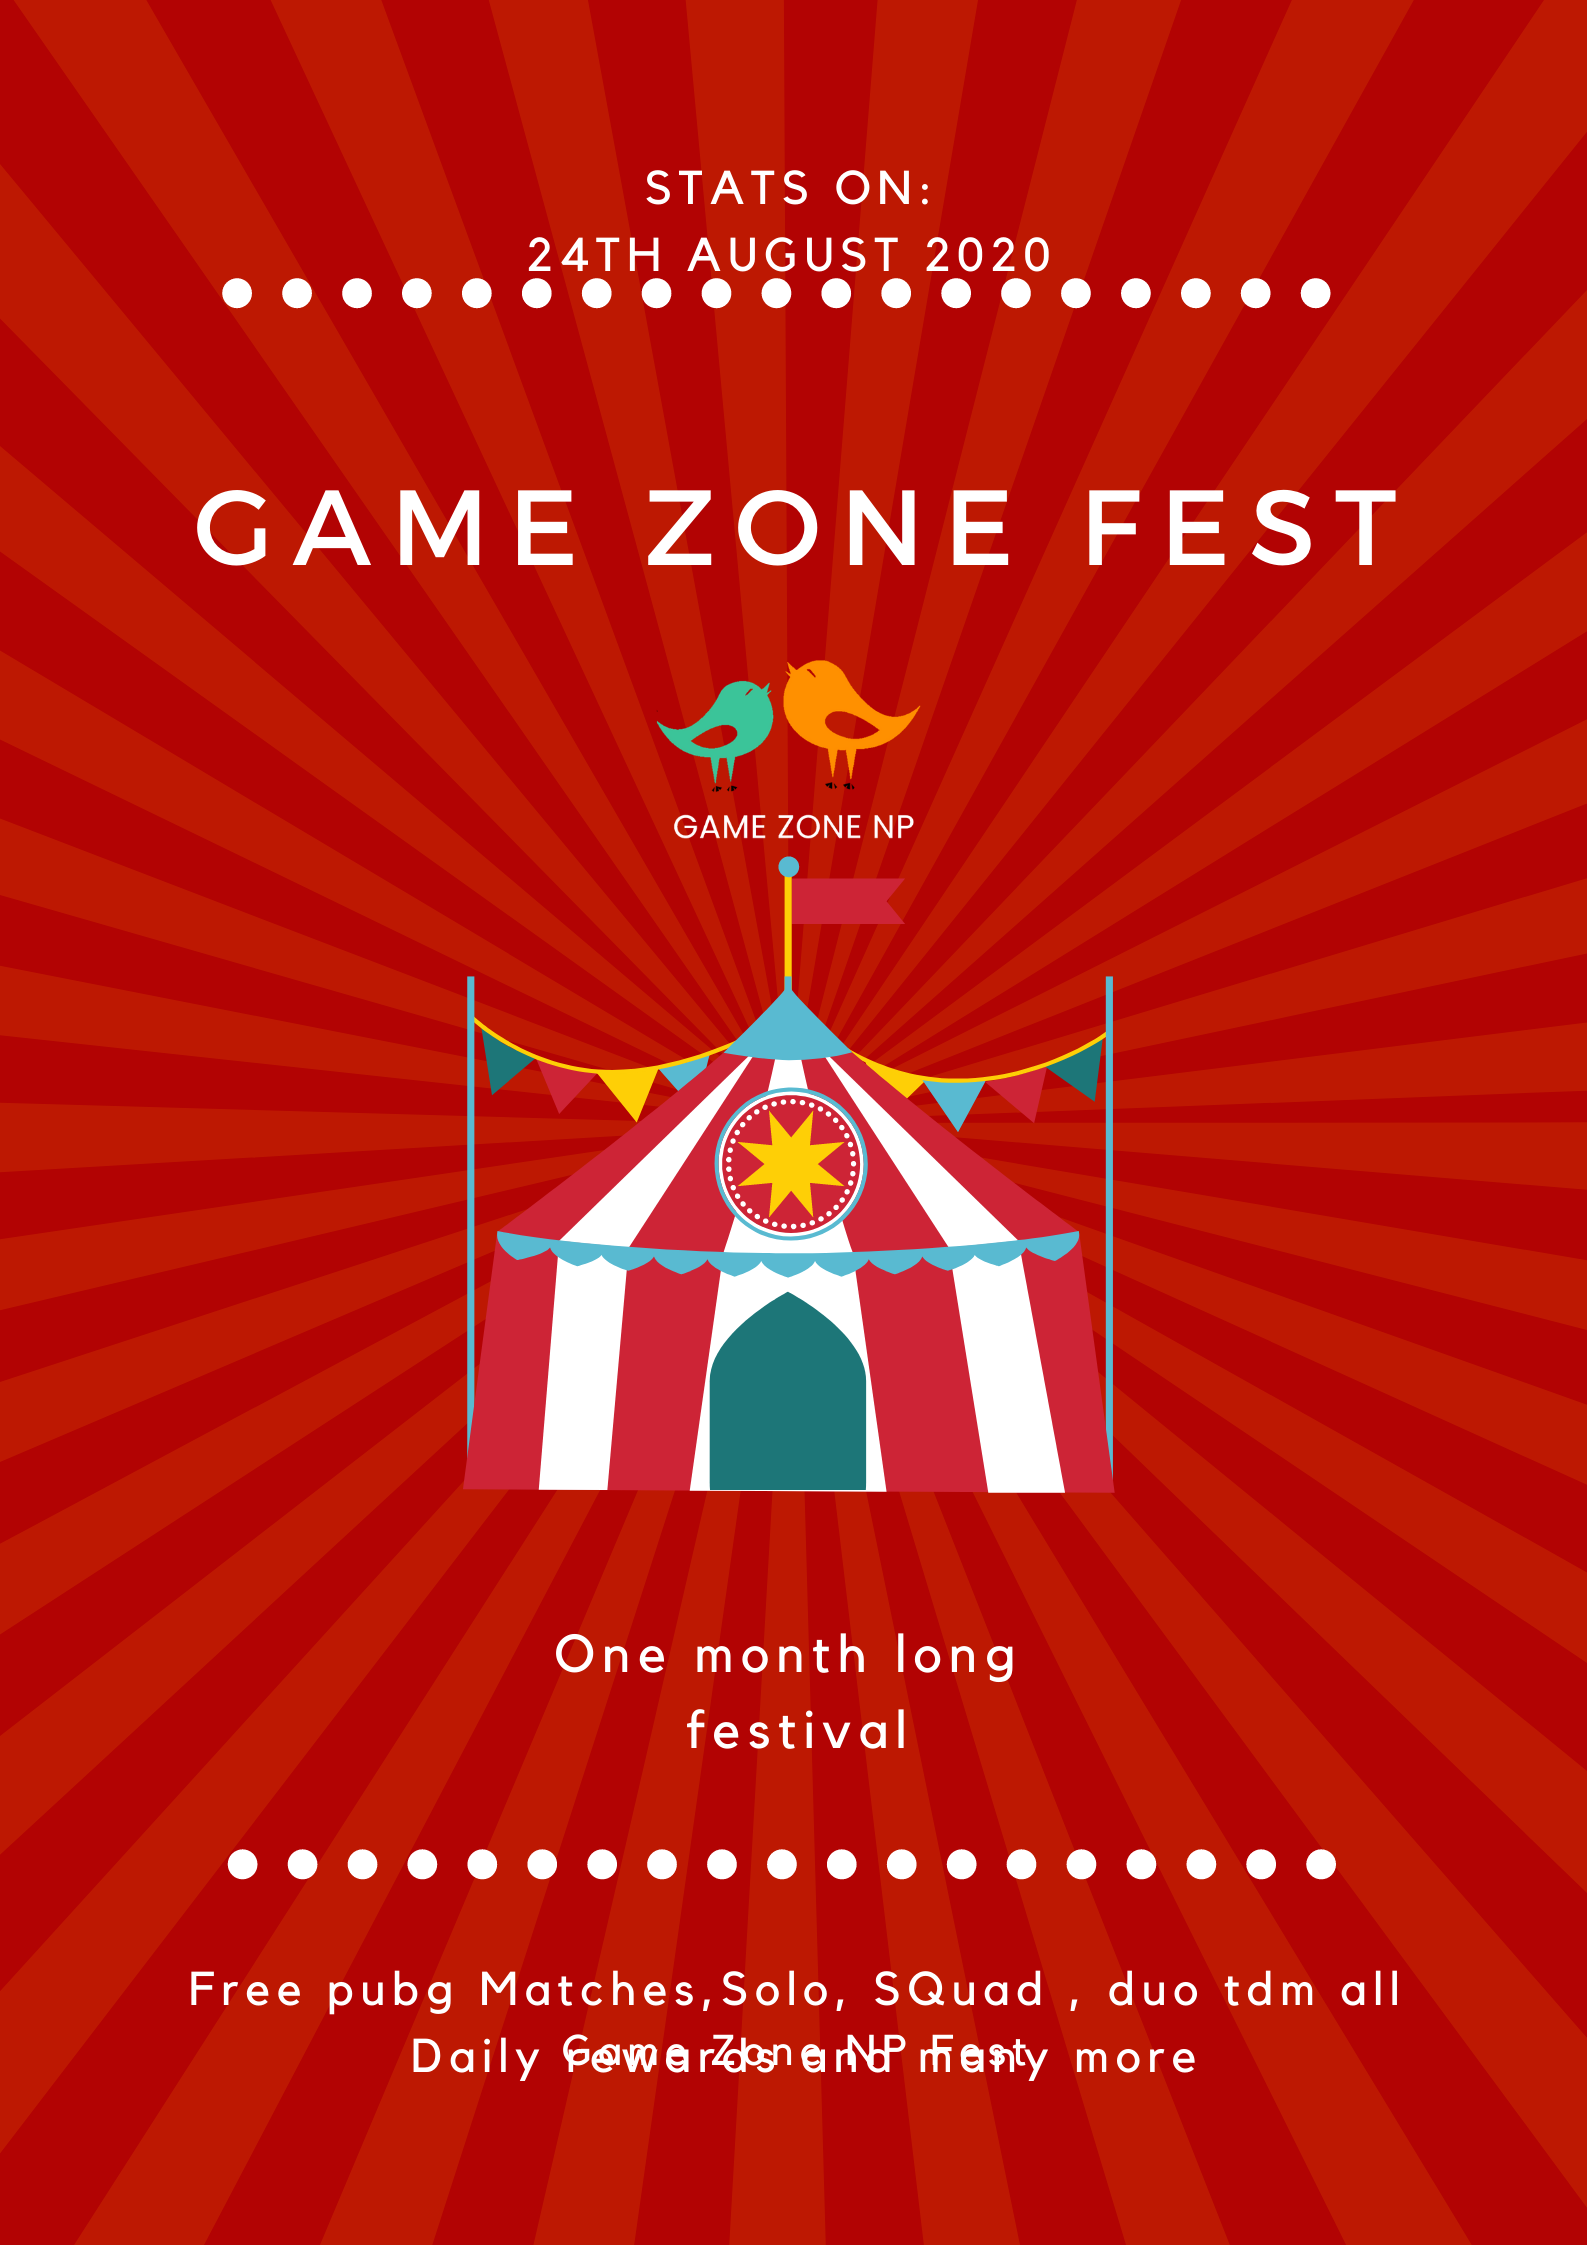 STATS ON:
24TH AUGUST 2020
GAME ZONE FEST
GAME ZONE NP
One month long
festival
Free pubg Matches,Solo, SQuad , duo tdm all
Daily rewards and many more
Game Zone NP Fest